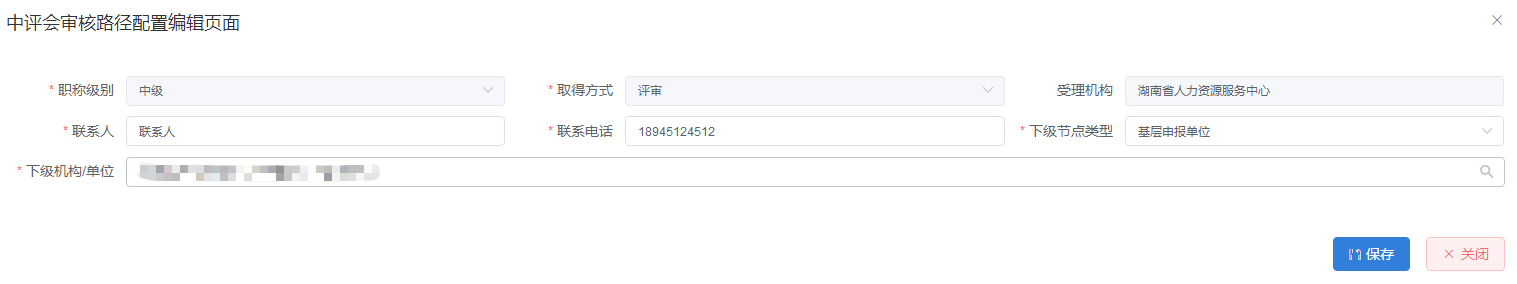 中评会审核路径配置编辑页面
* 职称级别 中级 * 取得方式 评审 受理机构 湖南省人力资源服务中心
* 联系人 联系人 * 联系电话 18945124512 * 下级节点类型 基层申报单位
* 下级机构/单位
保存 关闭